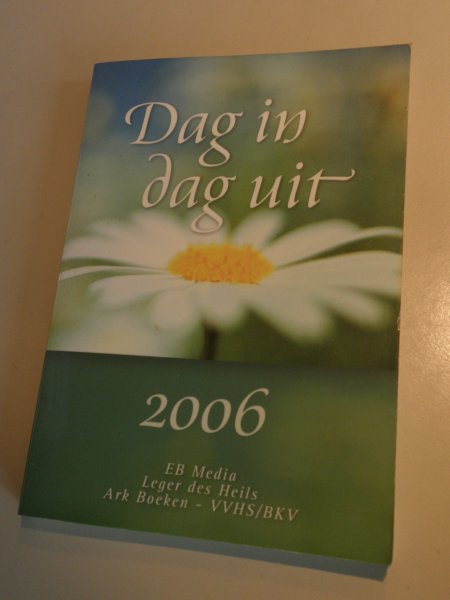 Dag in
dag uit
2006
EB Media
Leger des Heils
Ark Boeken - VVHS/BKV